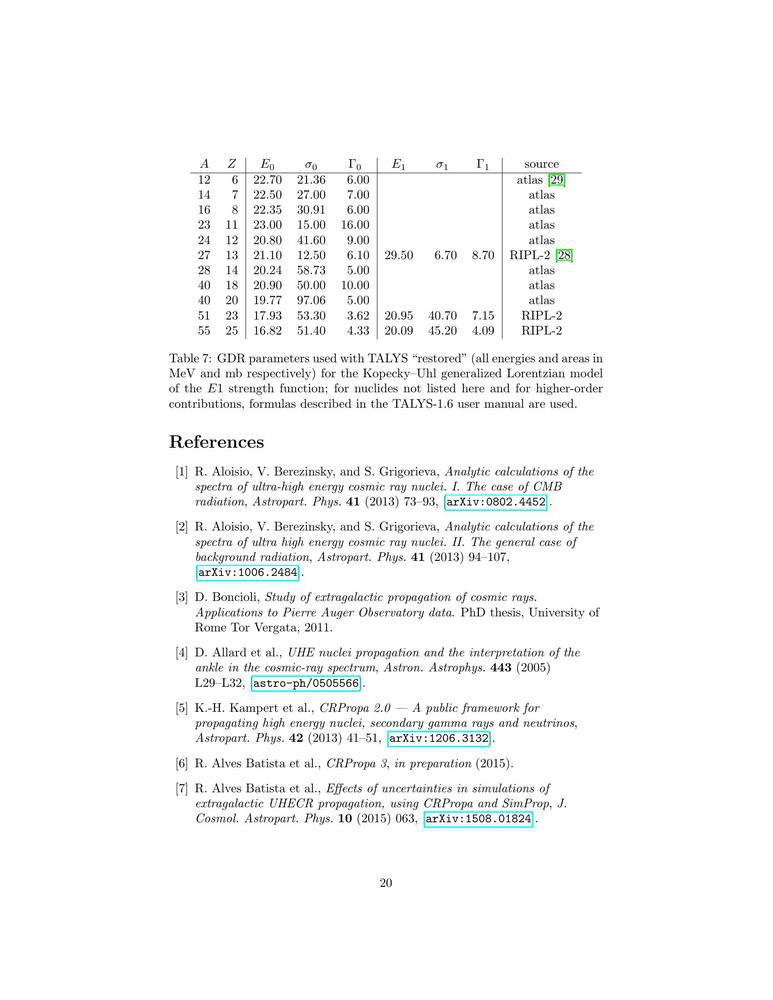 A Z E0 σ0 Γ0 E1 σ1 Γ1 source
12 6 22.70 21.36 6.00 atlas [29]
14 7 22.50 27.00 7.00 atlas
16 8 22.35 30.91 6.00 atlas
23 11 23.00 15.00 16.00 atlas
24 12 20.80 41.60 9.00 atlas
27 13 21.10 12.50 6.10 29.50 6.70 8.70 RIPL-2 [28]
28 14 20.24 58.73 5.00 atlas
40 18 20.90 50.00 10.00 atlas
40 20 19.77 97.06 5.00 atlas
51 23 17.93 53.30 3.62 20.95 40.70 7.15 RIPL-2
55 25 16.82 51.40 4.33 20.09 45.20 4.09 RIPL-2
Table 7: GDR parameters used with TALYS “restored” (all energies and areas in
MeV and mb respectively) for the Kopecky–Uhl generalized Lorentzian model
of the E1 strength function; for nuclides not listed here and for higher-order
contributions, formulas described in the TALYS-1.6 user manual are used.
References
[1] R. Aloisio, V. Berezinsky, and S. Grigorieva, Analytic calculations of the
spectra of ultra-high energy cosmic ray nuclei. I. The case of CMB
radiation, Astropart. Phys. 41 (2013) 73–93, [arXiv:0802.4452].
[2] R. Aloisio, V. Berezinsky, and S. Grigorieva, Analytic calculations of the
spectra of ultra high energy cosmic ray nuclei. II. The general case of
background radiation, Astropart. Phys. 41 (2013) 94–107,
[arXiv:1006.2484].
[3] D. Boncioli, Study of extragalactic propagation of cosmic rays.
Applications to Pierre Auger Observatory data. PhD thesis, University of
Rome Tor Vergata, 2011.
[4] D. Allard et al., UHE nuclei propagation and the interpretation of the
ankle in the cosmic-ray spectrum, Astron. Astrophys. 443 (2005)
L29–L32, [astro-ph/0505566].
[5] K.-H. Kampert et al., CRPropa 2.0 — A public framework for
propagating high energy nuclei, secondary gamma rays and neutrinos,
Astropart. Phys. 42 (2013) 41–51, [arXiv:1206.3132].
[6] R. Alves Batista et al., CRPropa 3, in preparation (2015).
[7] R. Alves Batista et al., Effects of uncertainties in simulations of
extragalactic UHECR propagation, using CRPropa and SimProp, J.
Cosmol. Astropart. Phys. 10 (2015) 063, [arXiv:1508.01824].
20